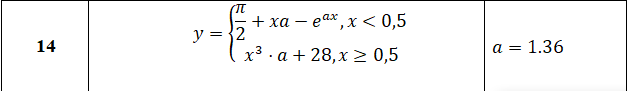 14
y = { π/2 + xa − e^{ax}, x < 0,5
x³ · a + 28, x ≥ 0,5
a = 1.36